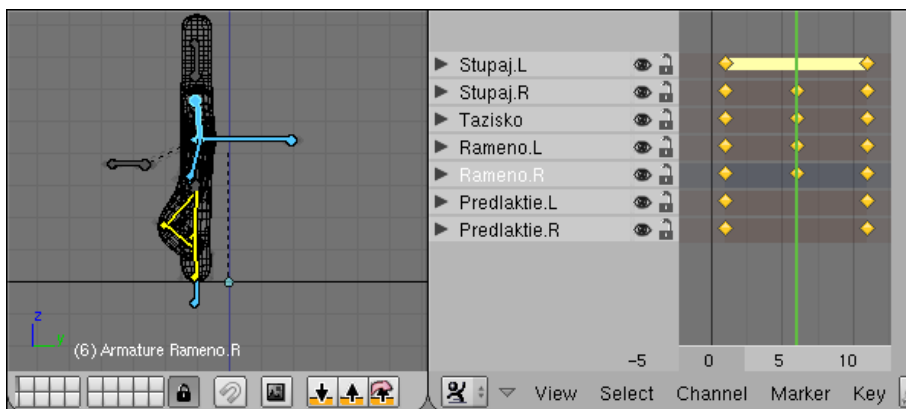 Stupaj.L
Stupaj.R
Tazisko
Rameno.L
Rameno.R
Predlaktie.L
Predlaktie.R
z
y
(6) Armature Rameno.R
-5 0 5 10
View Select Channel Marker Key